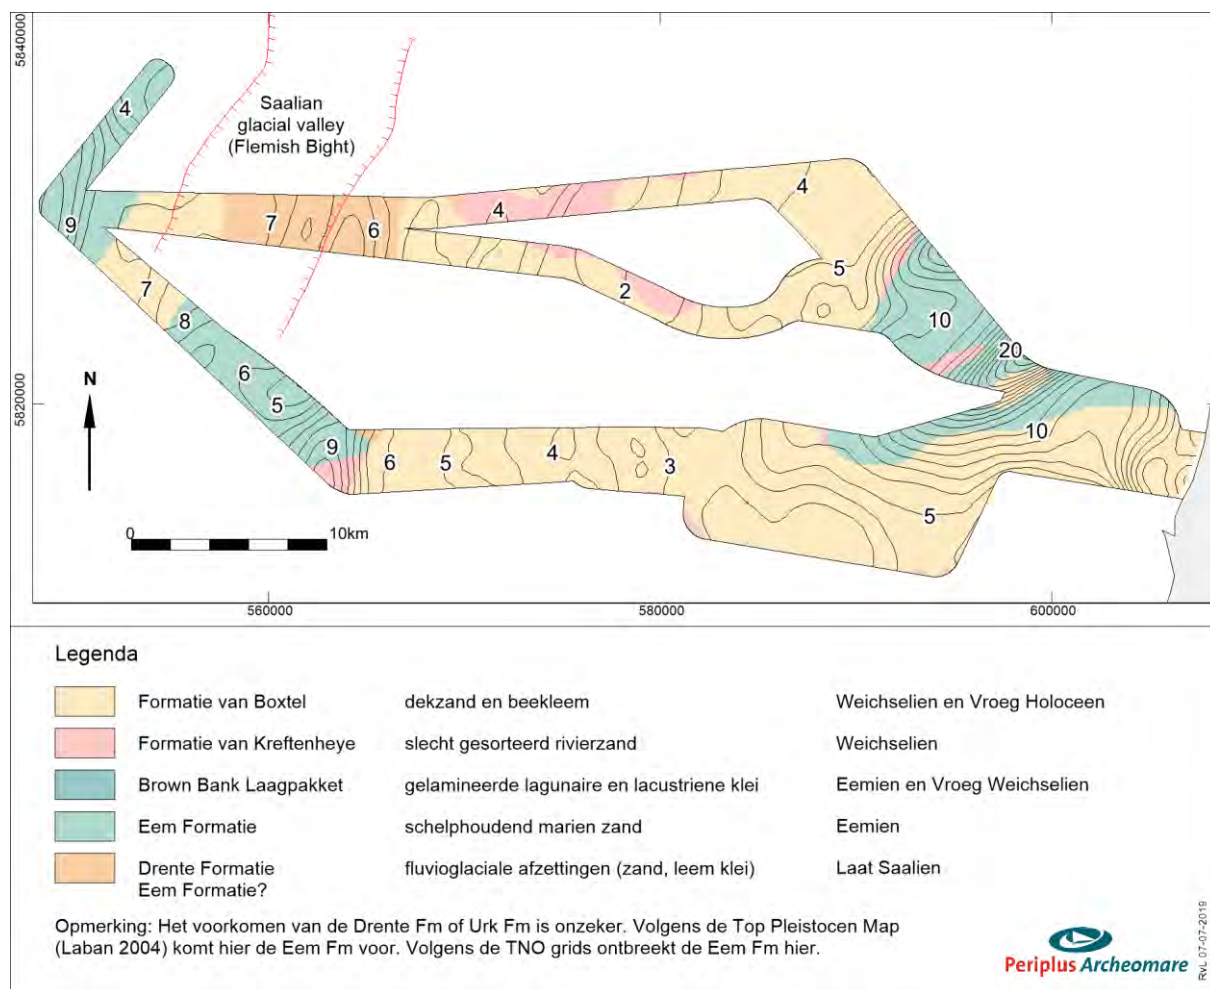 5840000
5820000
Saalian
glacial valley
(Flemish Bight)
4
9
7
6
4
4
5
2
7
8
10
20
6
5
9
6
5
4
3
10
5
N
0
10km
560000
580000
600000
Legenda
Formatie van Boxtel dekzand en beekleem Weichselien en Vroeg Holoceen
Formatie van Kreftenheye slecht gesorteerd rivierzand Weichselien
Brown Bank Laagpakket gelamineerde lagunaire en lacustriene klei Eemien en Vroeg Weichselien
Eem Formatie schelphoudend marien zand Eemien
Drente Formatie fluvioglaciale afzettingen (zand, leem klei) Laat Saalien
Eem Formatie?
Opmerking: Het voorkomen van de Drente Fm of Urk Fm is onzeker. Volgens de Top Pleistocen Map
(Laban 2004) komt hier de Eem Fm voor. Volgens de TNO grids ontbreekt de Eem Fm hier.
Periplus Archeomare
RvL 07-07-2019